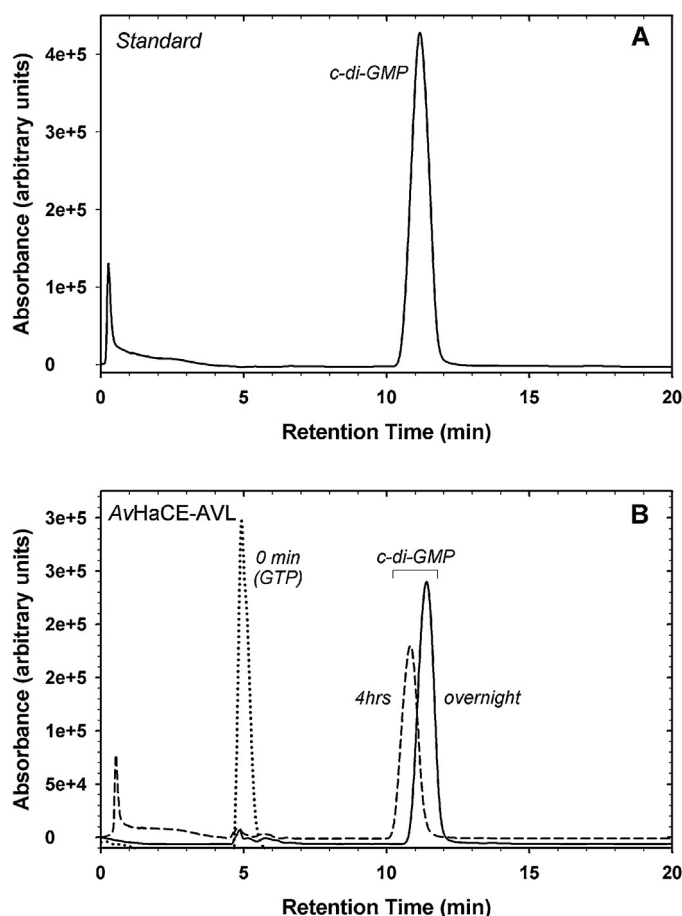 Standard
A
c-di-GMP
Absorbance (arbitrary units)
4e+5
3e+5
2e+5
1e+5
0
0 5 10 15 20
Retention Time (min)
AvHaCE-AVL
B
0 min
(GTP)
c-di-GMP
4hrs
overnight
Absorbance (arbitrary units)
3e+5
3e+5
2e+5
2e+5
1e+5
5e+4
0
0 5 10 15 20
Retention Time (min)